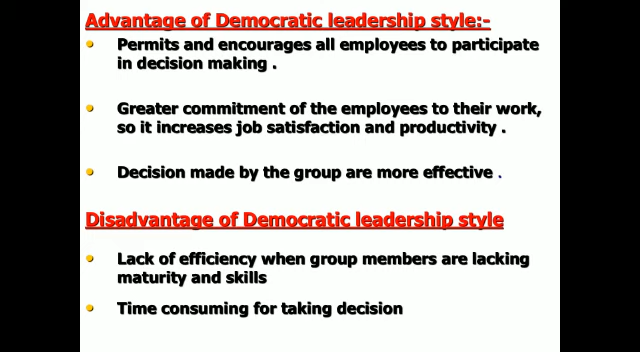 Advantage of Democratic leadership style:-
• Permits and encourages all employees to participate
in decision making .
• Greater commitment of the employees to their work,
so it increases job satisfaction and productivity .
• Decision made by the group are more effective .
Disadvantage of Democratic leadership style
• Lack of efficiency when group members are lacking
maturity and skills
• Time consuming for taking decision